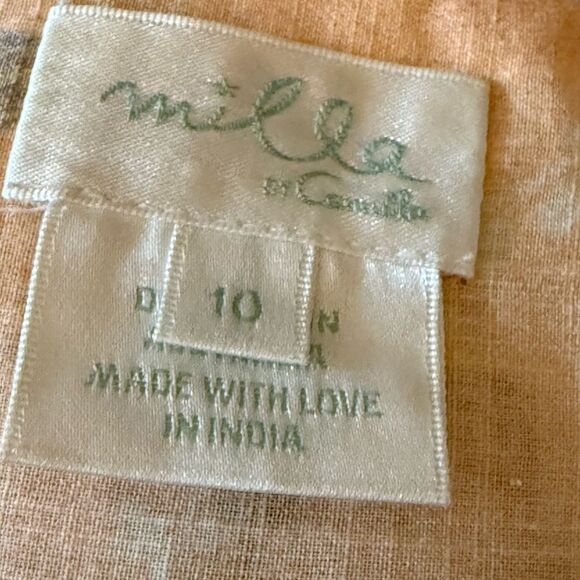 milla
BY Camilla
10
D N
A A
MADE WITH LOVE
IN INDIA